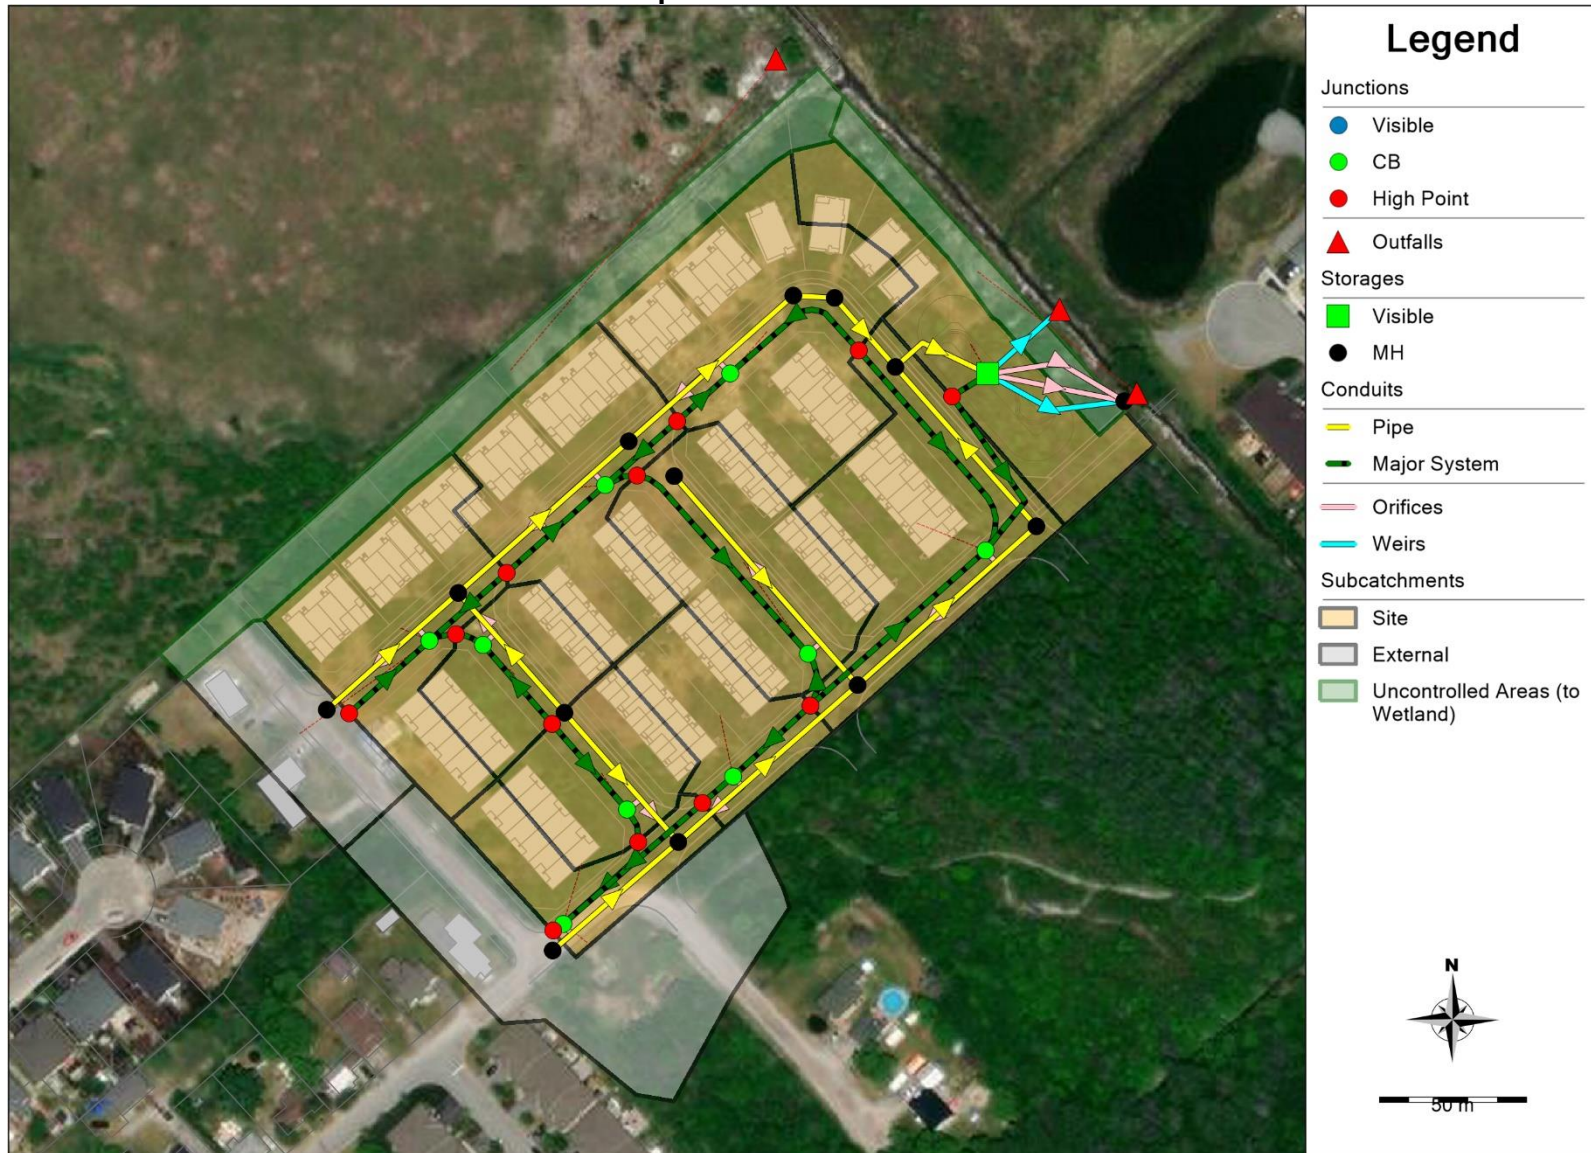 Legend
Junctions
Visible
CB
High Point
Outfalls
Storages
Visible
MH
Conduits
Pipe
Major System
Orifices
Weirs
Subcatchments
Site
External
Uncontrolled Areas (to
Wetland)
N
50 m